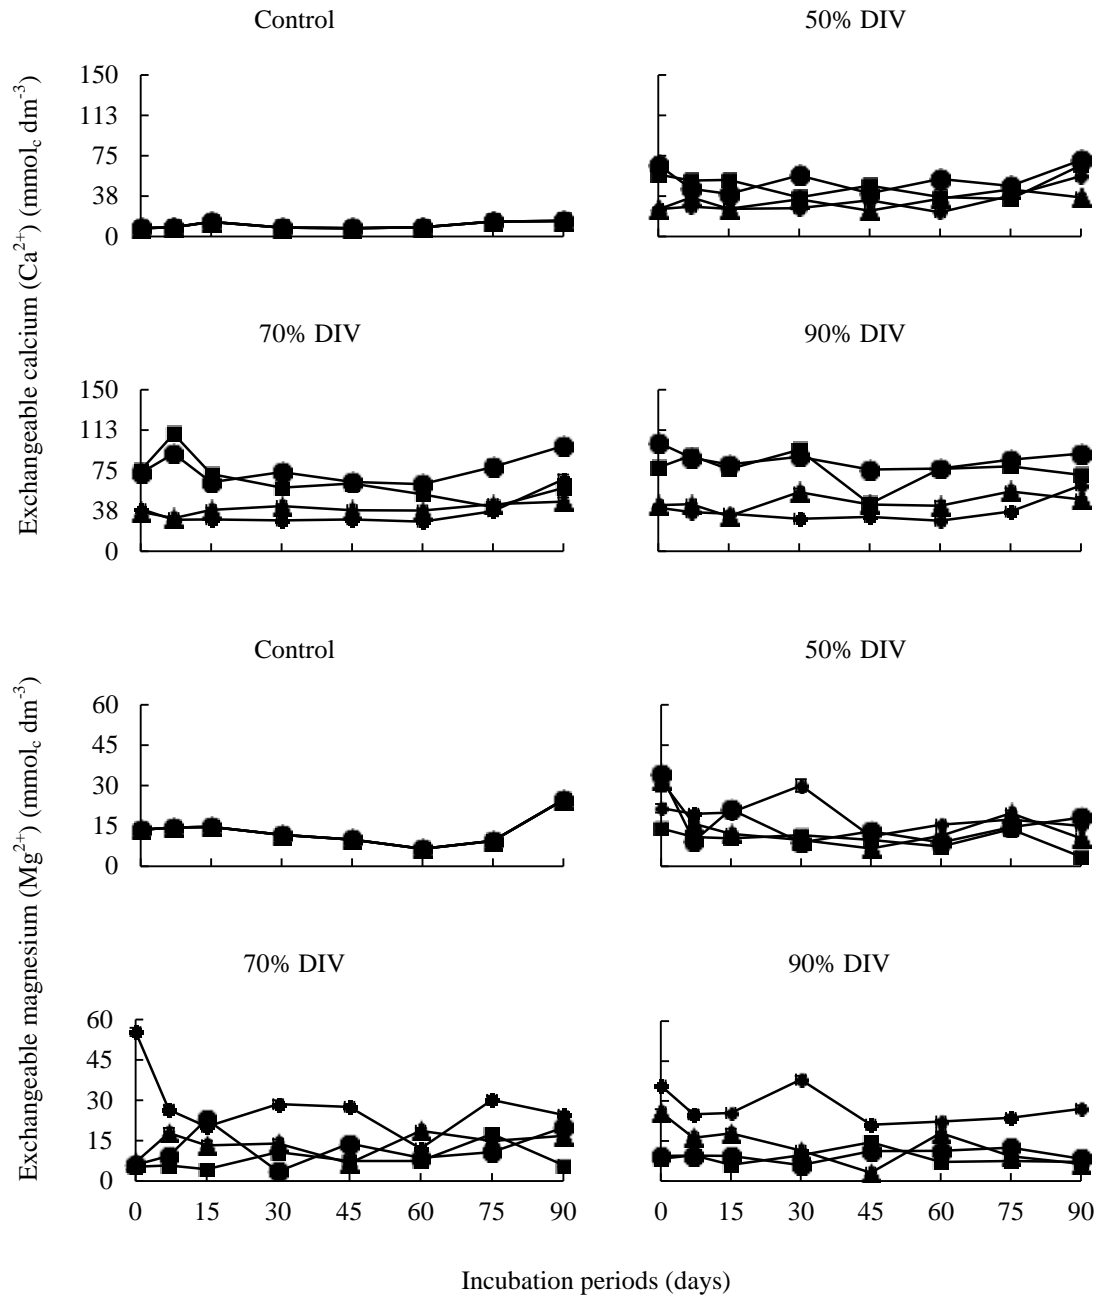 Control 50% DIV
150 113 75 38 0
70% DIV 90% DIV
150 113 75 38 0
Exchangeable calcium (Ca²⁺) (mmol_c dm⁻³)
Control 50% DIV
60 45 30 15 0
70% DIV 90% DIV
60 45 30 15 0
Exchangeable magnesium (Mg²⁺) (mmol_c dm⁻³)
0 15 30 45 60 75 90 0 15 30 45 60 75 90
Incubation periods (days)